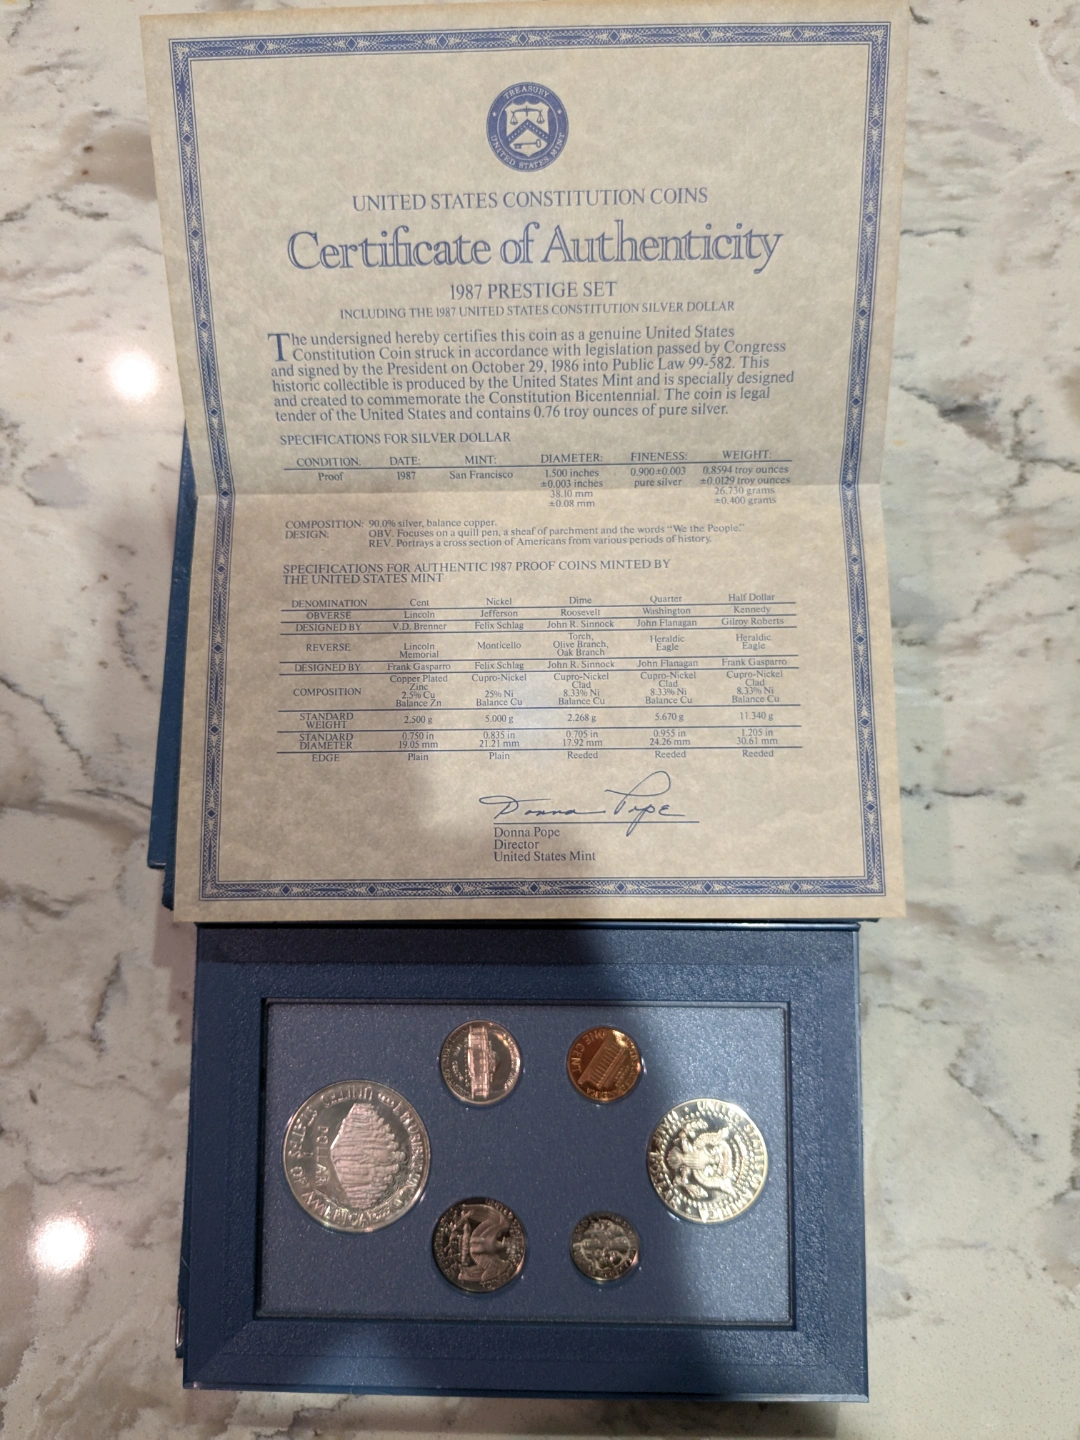 TREASURY
UNITED STATES MINT
UNITED STATES CONSTITUTION COINS
Certificate of Authenticity
1987 PRESTIGE SET
INCLUDING THE 1987 UNITED STATES CONSTITUTION SILVER DOLLAR
The undersigned hereby certifies this coin as a genuine United States
Constitution Coin struck in accordance with legislation passed by Congress
and signed by the President on October 29, 1986 into Public Law 99-582. This
historic collectible is produced by the United States Mint and is specially designed
and created to commemorate the Constitution Bicentennial. The coin is legal
tender of the United States and contains 0.76 troy ounces of pure silver.
SPECIFICATIONS FOR SILVER DOLLAR
CONDITION: DATE: MINT: DIAMETER: FINENESS: WEIGHT:
Proof 1987 San Francisco 1.500 inches 0.900 ±0.003 0.8594 troy ounces
±0.003 inches pure silver ±0.0129 troy ounces
38.10 mm 26.730 grams
±0.08 mm ±0.400 grams
COMPOSITION: 90.0% silver, balance copper.
DESIGN: OBV. Focuses on a quill pen, a sheaf of parchment and the words "We the People."
REV. Portrays a cross section of Americans from various periods of history.
SPECIFICATIONS FOR AUTHENTIC 1987 PROOF COINS MINTED BY
THE UNITED STATES MINT
DENOMINATION Cent Nickel Dime Quarter Half Dollar
OBVERSE Lincoln Jefferson Roosevelt Washington Kennedy
DESIGNED BY V.D. Brenner Felix Schlag John R. Sinnock John Flanagan Gilroy Roberts
REVERSE Lincoln Memorial Monticello Torch, Olive Branch, Oak Branch Heraldic Eagle Heraldic Eagle
DESIGNED BY Frank Gasparro Felix Schlag John R. Sinnock John Flanagan Frank Gasparro
COMPOSITION Copper Plated Zinc 2.5% Cu Balance Zn Cupro-Nickel 25% Ni Balance Cu Cupro-Nickel Clad 8.33% Ni Balance Cu Cupro-Nickel Clad 8.33% Ni Balance Cu Cupro-Nickel Clad 8.33% Ni Balance Cu
STANDARD WEIGHT 2.500 g 5.000 g 2.268 g 5.670 g 11.340 g
STANDARD DIAMETER 0.750 in 19.05 mm 0.835 in 21.21 mm 0.705 in 17.92 mm 0.955 in 24.26 mm 1.205 in 30.61 mm
EDGE Plain Plain Reeded Reeded Reeded
Donna Pope
Donna Pope
Director
United States Mint
ONE CENT
UNITED STATES OF AMERICA
DOLLAR 1
UNITED STATES